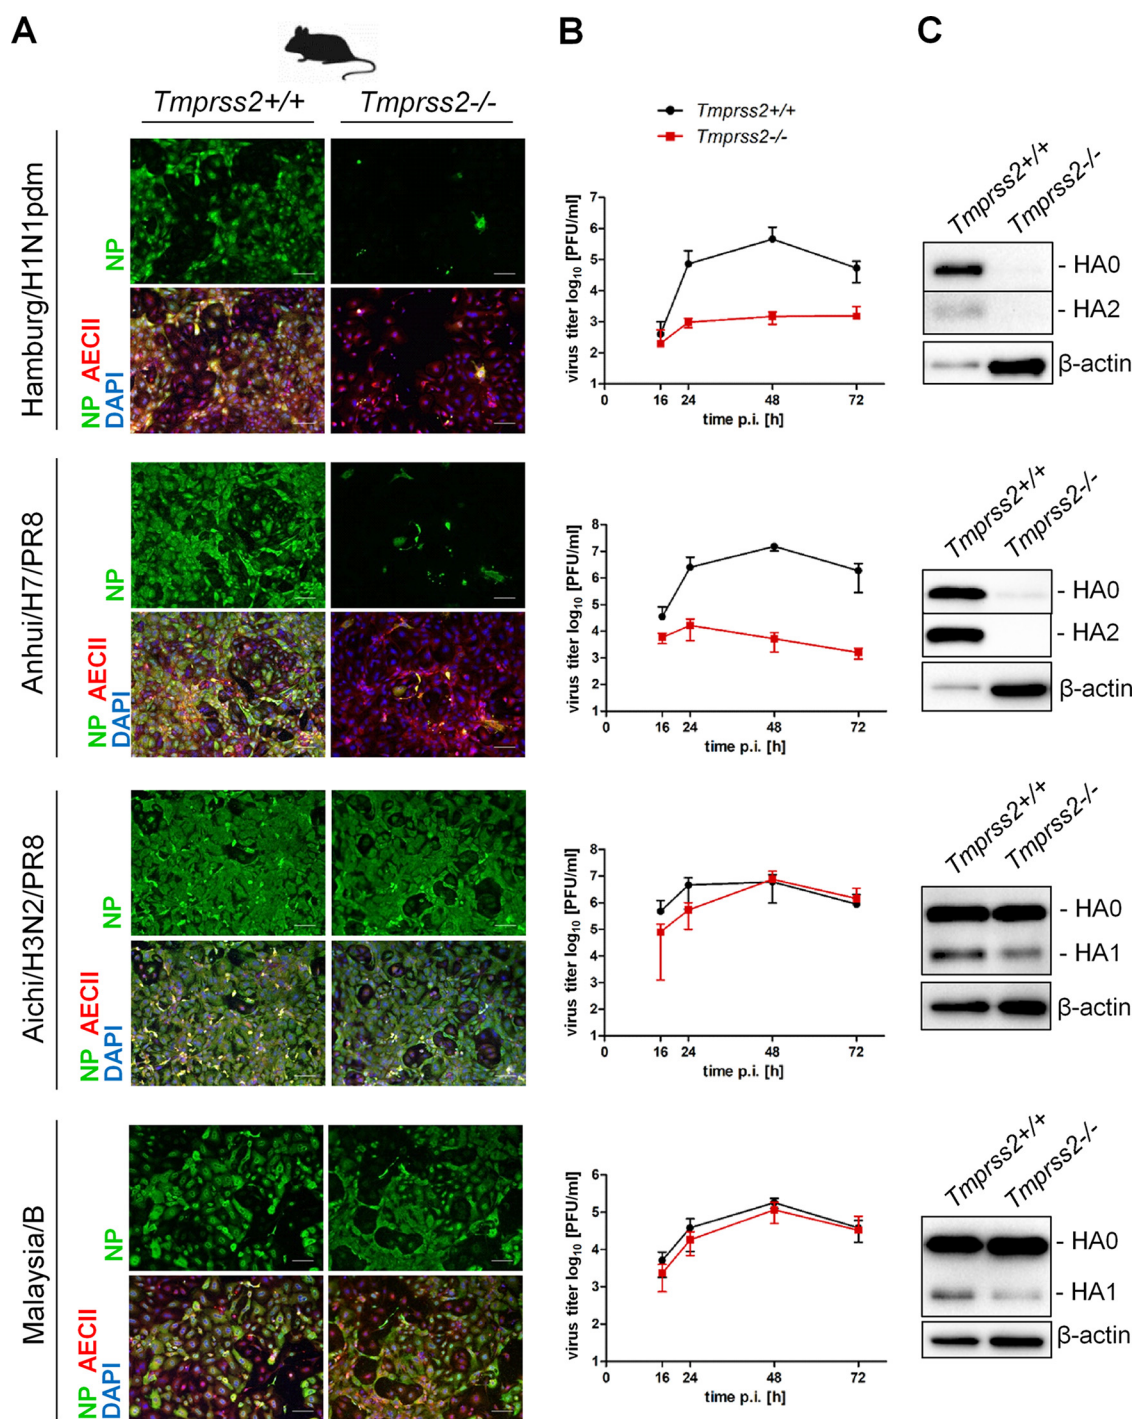 A
B
C
Tmprss2+/+
Tmprss2-/-
Tmprss2+/+
Tmprss2-/-
Hamburg/H1N1pdm
NP
NP AECII
DAPI
virus titer log10 [PFU/ml]
7
6
5
4
3
2
1
0
16
24
48
72
time p.i. [h]
Tmprss2+/+
Tmprss2-/-
- HA0
- HA2
β-actin
Anhui/H7/PR8
NP
NP AECII
DAPI
virus titer log10 [PFU/ml]
8
7
6
5
4
3
2
1
0
16
24
48
72
time p.i. [h]
Tmprss2+/+
Tmprss2-/-
- HA0
- HA2
β-actin
Aichi/H3N2/PR8
NP
NP AECII
DAPI
virus titer log10 [PFU/ml]
8
7
6
5
4
3
2
1
0
16
24
48
72
time p.i. [h]
Tmprss2+/+
Tmprss2-/-
- HA0
- HA1
β-actin
Malaysia/B
NP
NP AECII
DAPI
virus titer log10 [PFU/ml]
6
5
4
3
2
1
0
16
24
48
72
time p.i. [h]
Tmprss2+/+
Tmprss2-/-
- HA0
- HA1
β-actin